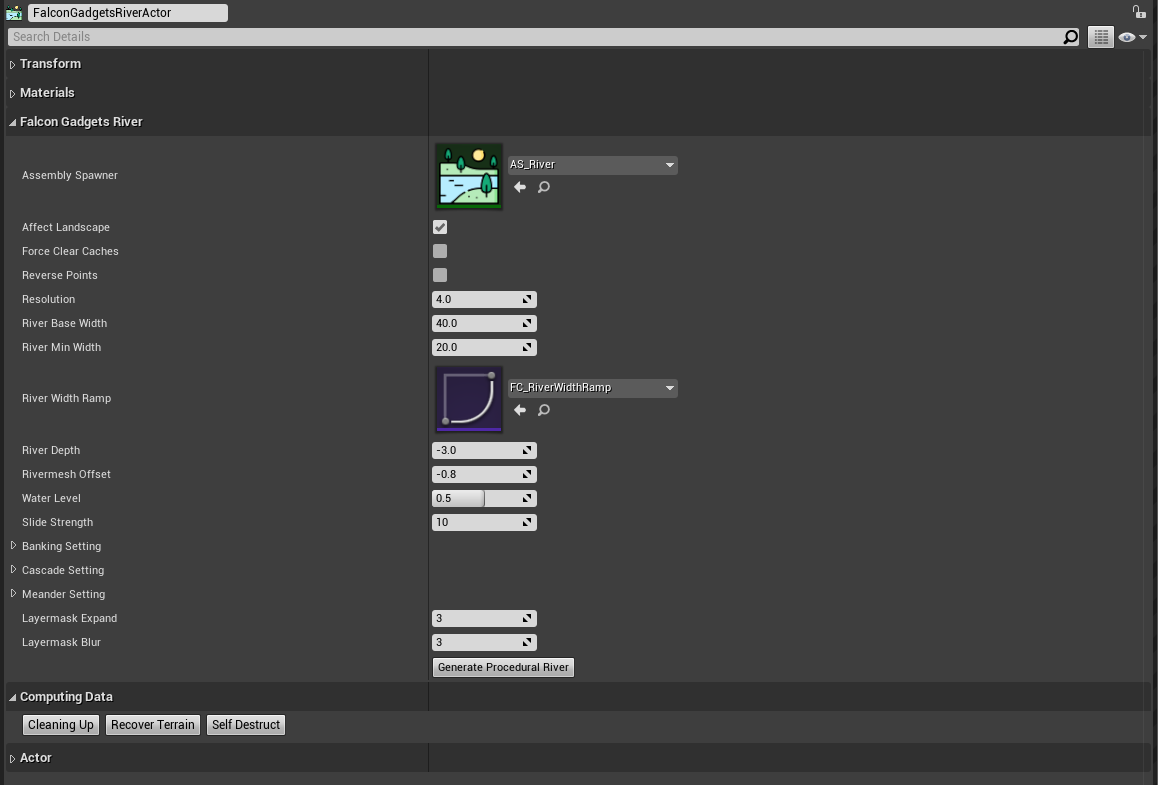 FalconGadgetsRiverActor
Search Details
Transform
Materials
Falcon Gadgets River
Assembly Spawner
AS_River
Affect Landscape
Force Clear Caches
Reverse Points
Resolution 4.0
River Base Width 40.0
River Min Width 20.0
River Width Ramp
FC_RiverWidthRamp
River Depth -3.0
Rivermesh Offset -0.8
Water Level 0.5
Slide Strength 10
Banking Setting
Cascade Setting
Meander Setting
Layermask Expand 3
Layermask Blur 3
Generate Procedural River
Computing Data
Cleaning Up Recover Terrain Self Destruct
Actor